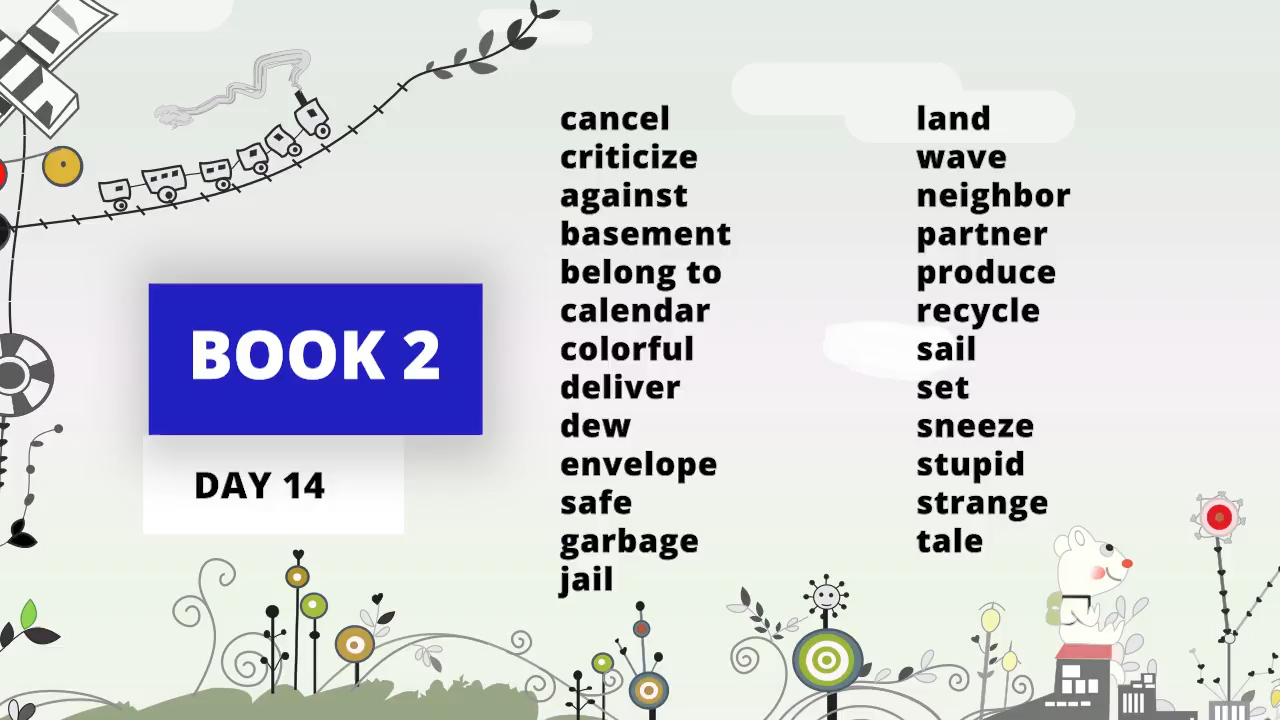 BOOK 2
DAY 14
cancel
criticize
against
basement
belong to
calendar
colorful
deliver
dew
envelope
safe
garbage
jail
land
wave
neighbor
partner
produce
recycle
sail
set
sneeze
stupid
strange
tale